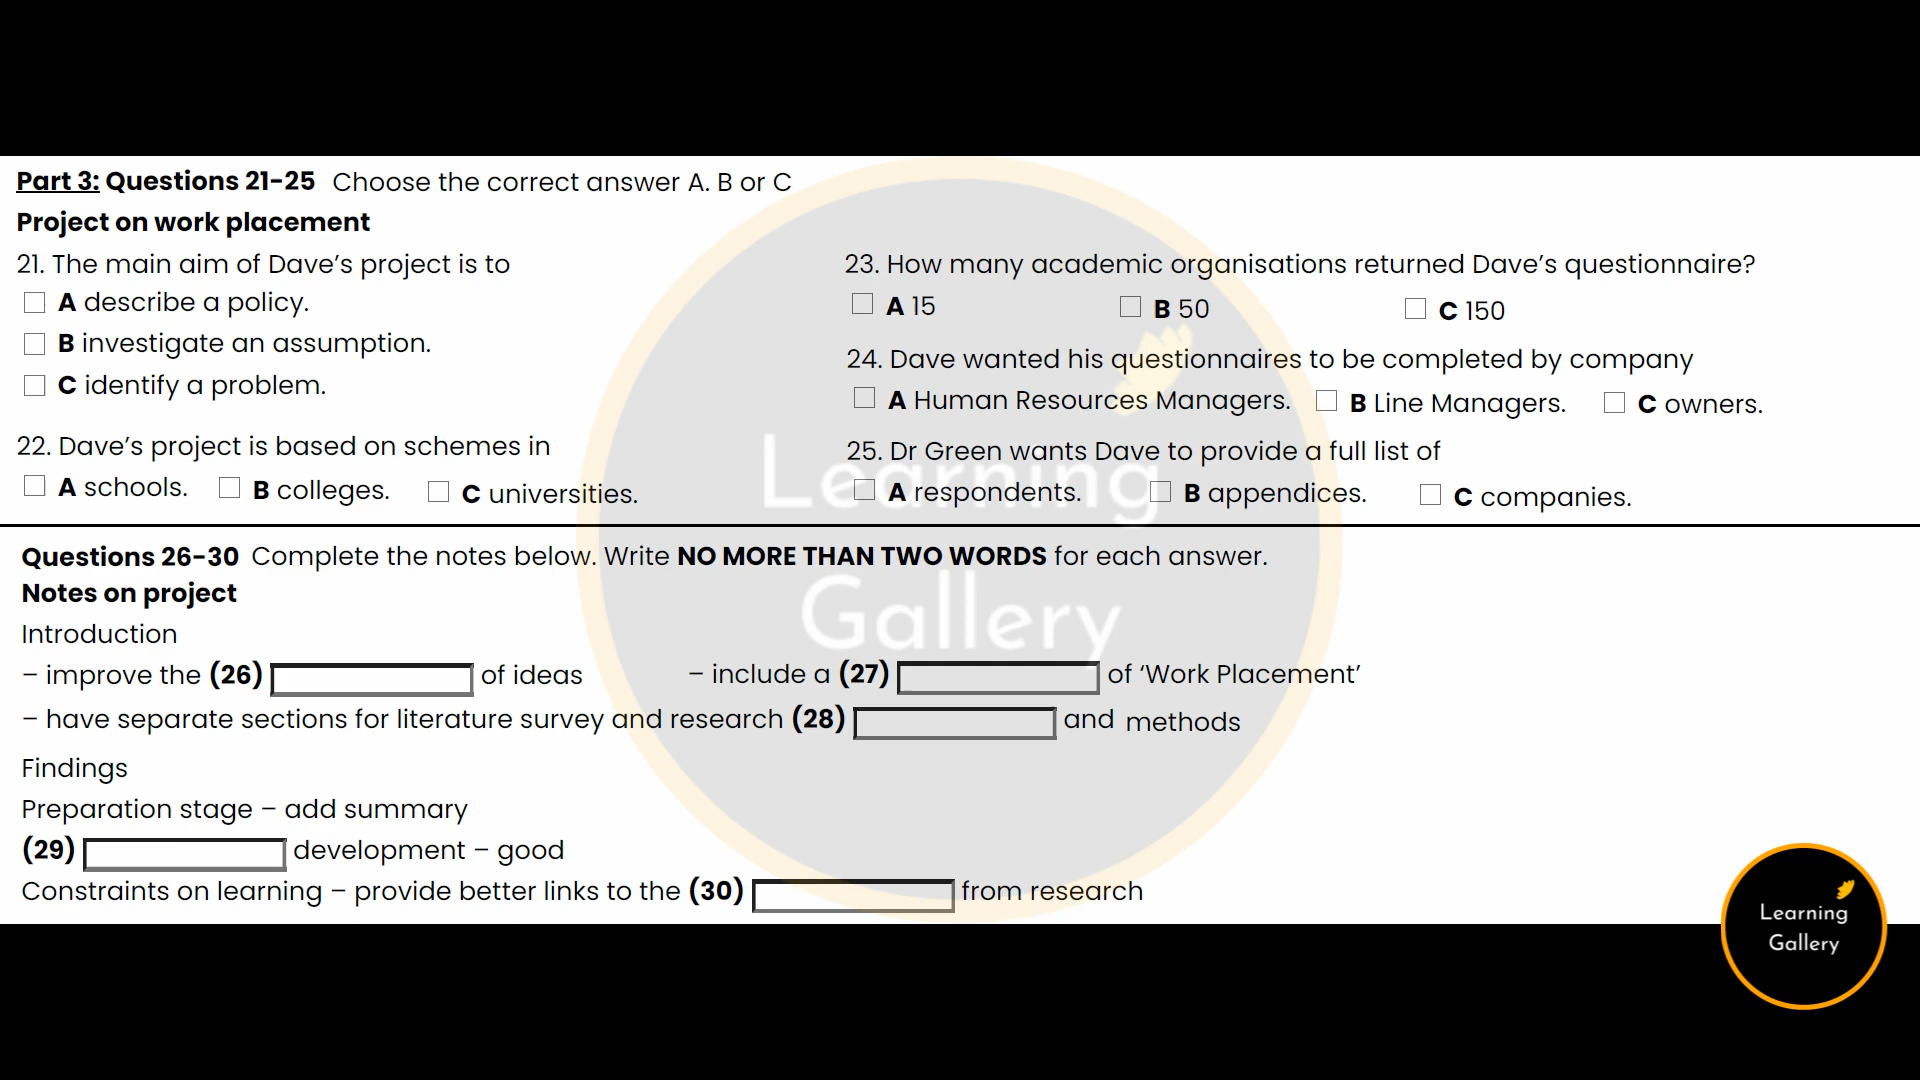 Part 3: Questions 21-25 Choose the correct answer A. B or C
Project on work placement
21. The main aim of Dave's project is to
A describe a policy.
B investigate an assumption.
C identify a problem.
22. Dave's project is based on schemes in
A schools. B colleges. C universities.
23. How many academic organisations returned Dave's questionnaire?
A 15 B 50 C 150
24. Dave wanted his questionnaires to be completed by company
A Human Resources Managers. B Line Managers. C owners.
25. Dr Green wants Dave to provide a full list of
A respondents. B appendices. C companies.
Learning
Gallery
Questions 26-30 Complete the notes below. Write NO MORE THAN TWO WORDS for each answer.
Notes on project
Introduction
– improve the (26) of ideas – include a (27) of ‘Work Placement’
– have separate sections for literature survey and research (28) and methods
Findings
Preparation stage – add summary
(29) development – good
Constraints on learning – provide better links to the (30) from research
Learning
Gallery